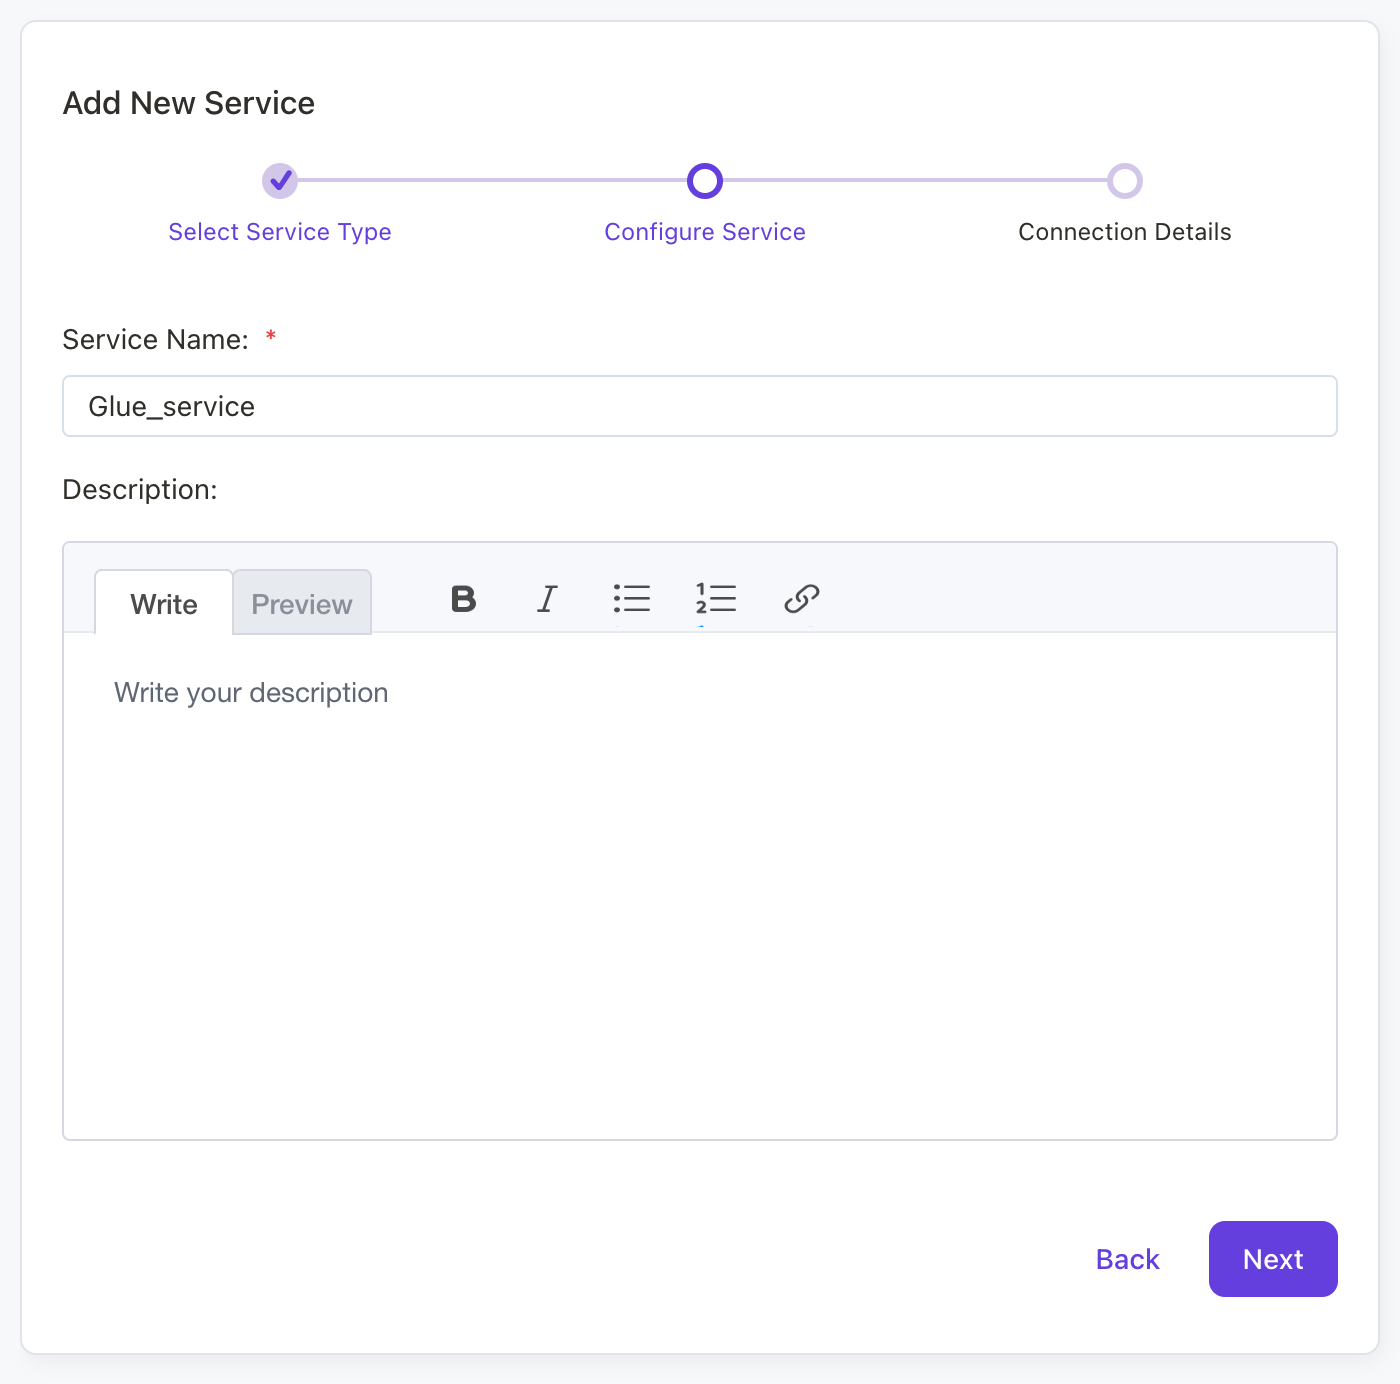 Add New Service
Select Service Type
Configure Service
Connection Details
Service Name: *
Glue_service
Description:
Write Preview B I
Write your description
Back Next